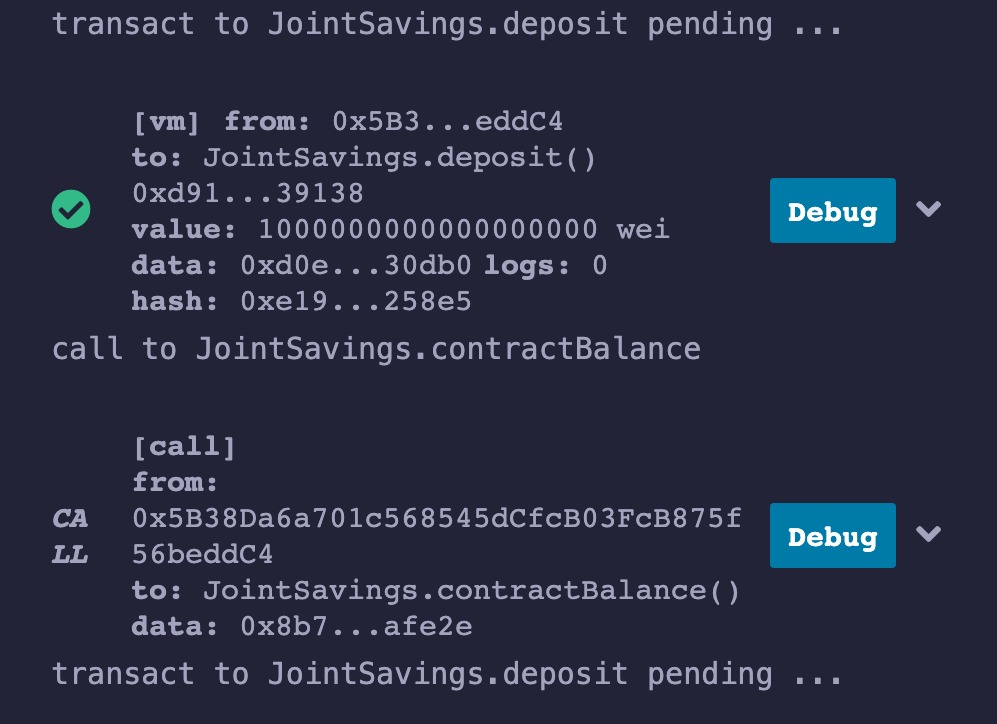 transact to JointSavings.deposit pending ...
[vm] from: 0x5B3...eddC4
to: JointSavings.deposit()
0xd91...39138
value: 1000000000000000000 wei
data: 0xd0e...30db0 logs: 0
hash: 0xe19...258e5
Debug
call to JointSavings.contractBalance
[call]
from:
CA
LL
0x5B38Da6a701c568545dCfcB03FcB875f
56beddC4
to: JointSavings.contractBalance()
data: 0x8b7...afe2e
Debug
transact to JointSavings.deposit pending ...